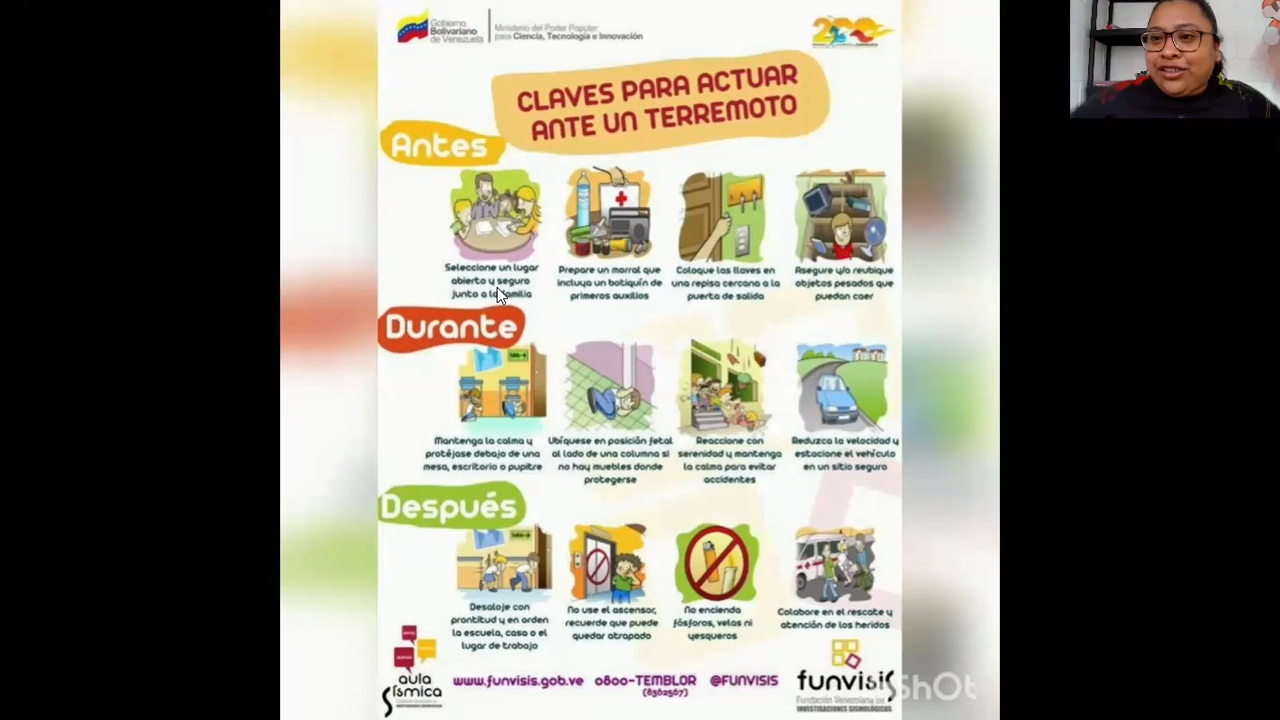 Gobierno
Bolivariano
de Venezuela
Ministerio del Poder Popular
para Ciencia, Tecnología e Innovación
200
CLAVES PARA ACTUAR
ANTE UN TERREMOTO
Antes
Seleccione un lugar
abierto y seguro
junto a la familia
Prepare un morral que
incluya un botiquín de
primeros auxilios
Coloque las llaves en
una repisa cercana a la
puerta de salida
Asegure y/o reubique
objetos pesados que
puedan caer
Durante
Mantenga la calma y
protéjase debajo de una
mesa, escritorio o pupitre
Ubíquese en posición fetal
al lado de una columna si
no hay muebles donde
protegerse
Reaccione con
serenidad y mantenga
la calma para evitar
accidentes
Reduzca la velocidad y
estacione el vehículo
en un sitio seguro
Después
Desaloje con
prontitud y en orden
la escuela, casa o el
lugar de trabajo
No use el ascensor,
recuerde que puede
quedar atrapado
No encienda
fósforos, velas ni
yesqueros
Colabore en el rescate y
atención de los heridos
aula
sísmica
www.funvisis.gob.ve 0800-TEMBLOR @FUNVISIS
(8362567)
funvisis
Fundación Venezolana de
INVESTIGACIONES SISMOLÓGICAS